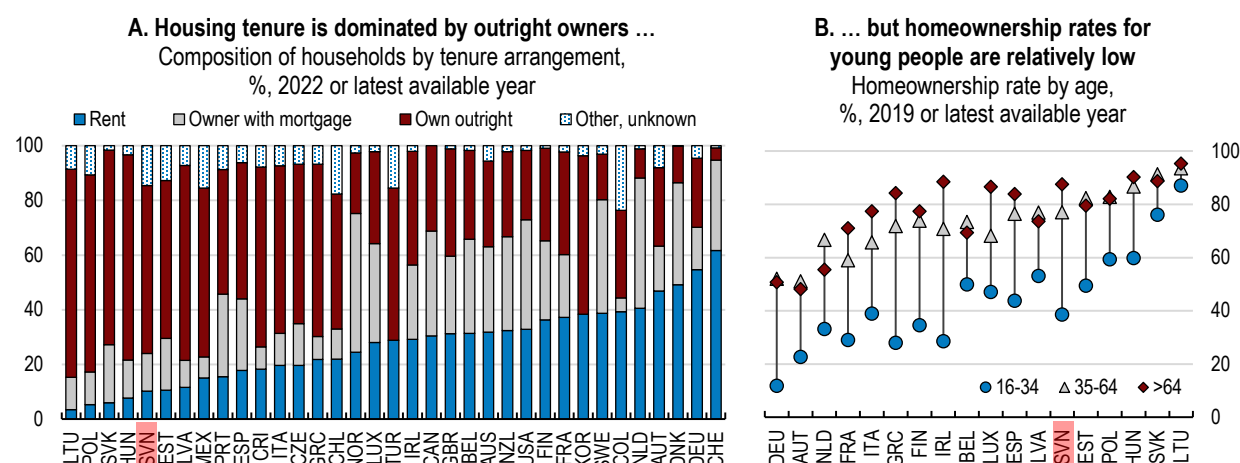 A. Housing tenure is dominated by outright owners …
Composition of households by tenure arrangement,
%, 2022 or latest available year
Rent Owner with mortgage Own outright Other, unknown
100
80
60
40
20
0
LTU POL SVK HUN SVN EST LVA MEX PRT ESP CRI ITA CZE GRC CHL NOR LUX TUR IRL CAN GBR BEL AUS NZL USA FIN FRA KOR SWE COL NLD AUT DNK DEU CHE
B. … but homeownership rates for
young people are relatively low
Homeownership rate by age,
%, 2019 or latest available year
100
80
60
40
20
0
16-34 35-64 >64
DEU AUT NLD FRA ITA GRC FIN IRL BEL LUX ESP LVA SVN EST POL HUN SVK LTU